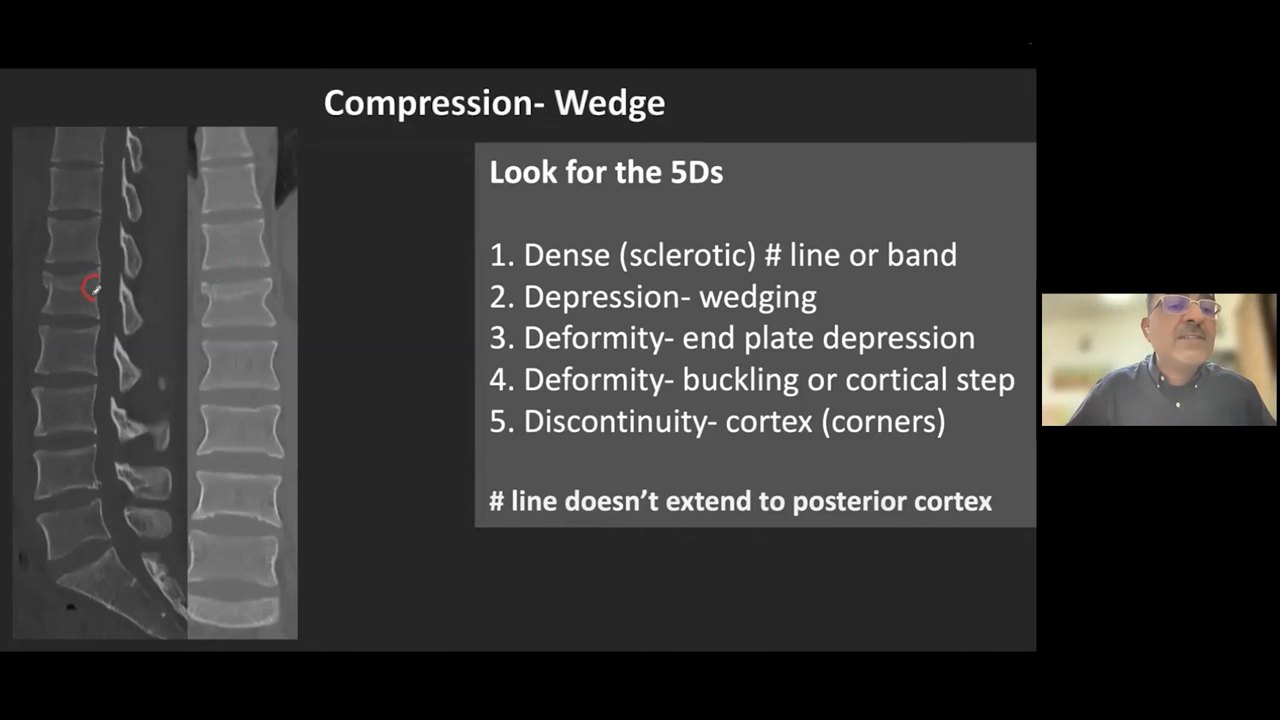 Compression- Wedge
Look for the 5Ds
1. Dense (sclerotic) # line or band
2. Depression- wedging
3. Deformity- end plate depression
4. Deformity- buckling or cortical step
5. Discontinuity- cortex (corners)
# line doesn’t extend to posterior cortex